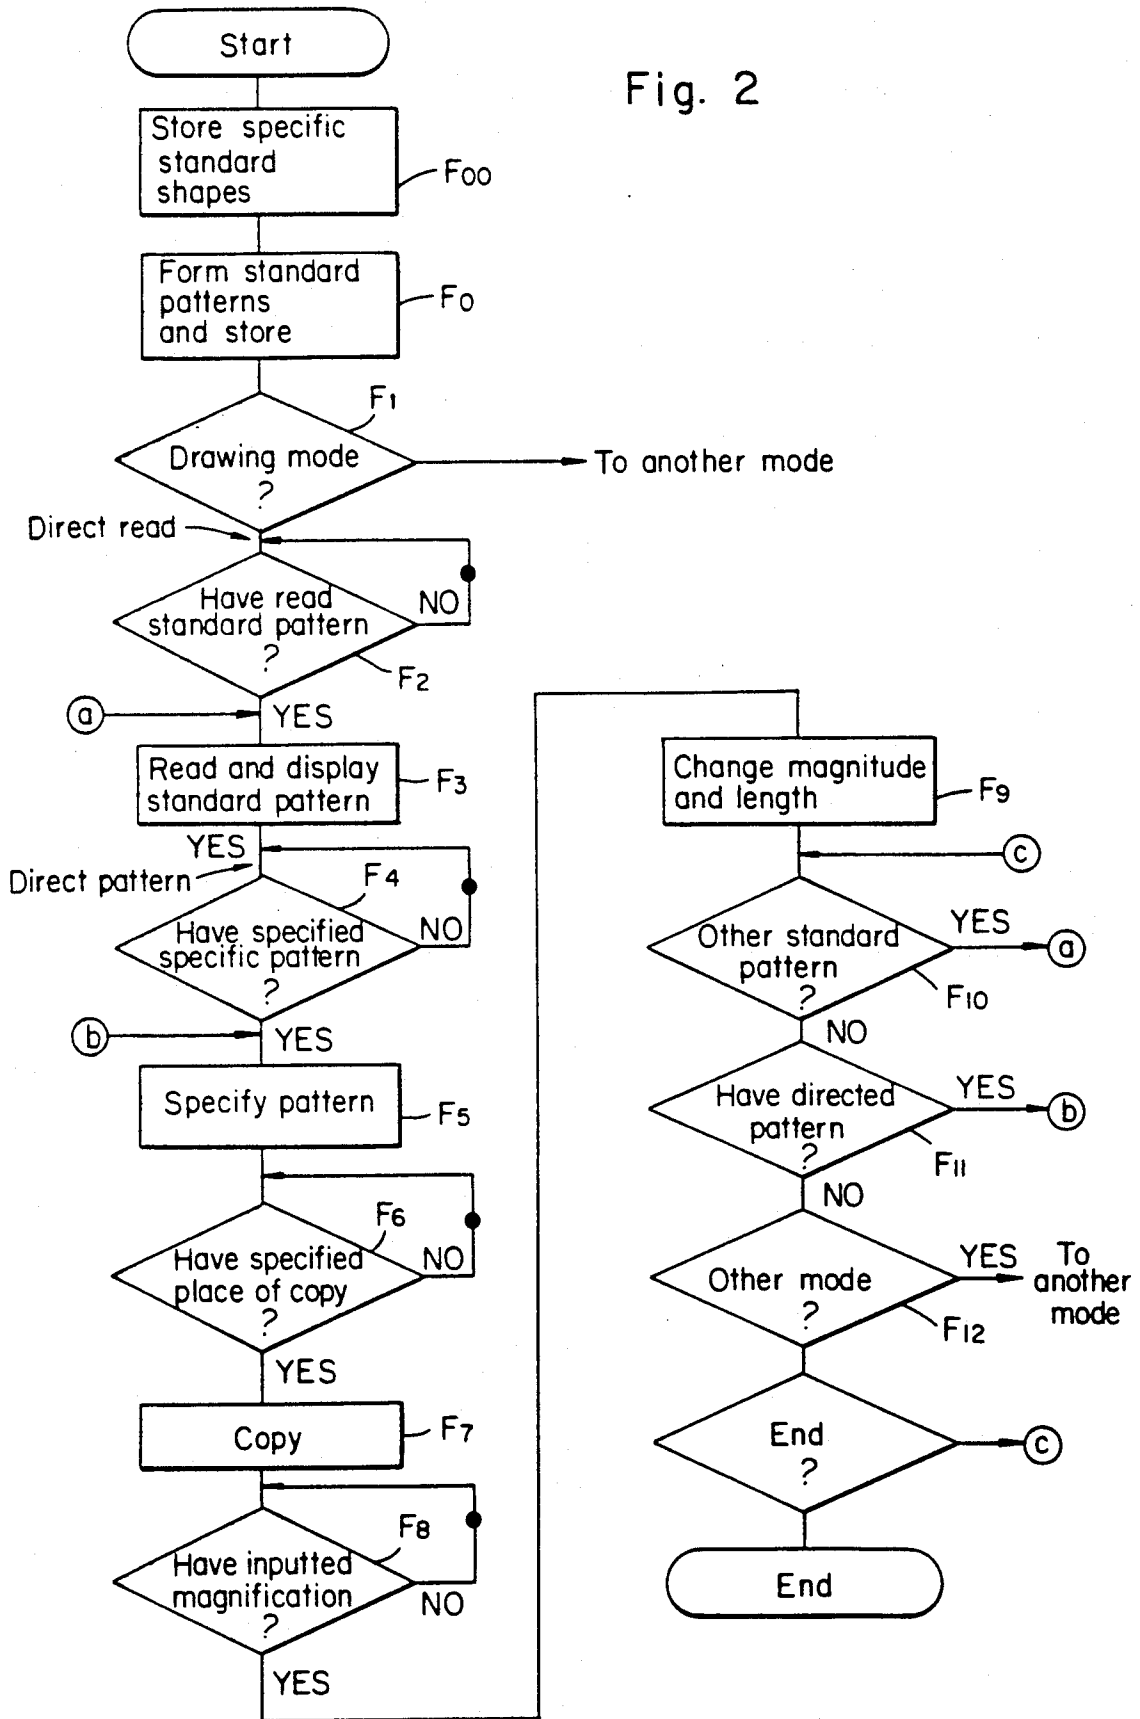 Fig. 2
Start
Store specific
standard
shapes
F00
Form standard
patterns
and store
F0
F1
Drawing mode
?
To another mode
Direct read
Have read
standard pattern
?
NO
F2
a
YES
Read and display
standard pattern
F3
YES
Direct pattern
F4
Have specified
specific pattern
?
NO
b
YES
Specify pattern
F5
F6
Have specified
place of copy
?
NO
YES
Copy
F7
F8
Have inputted
magnification
?
NO
YES
Change magnitude
and length
F9
c
Other standard
pattern
?
YES
a
F10
NO
Have directed
pattern
?
YES
b
F11
NO
Other mode
?
YES
To
another
mode
F12
End
?
c
End